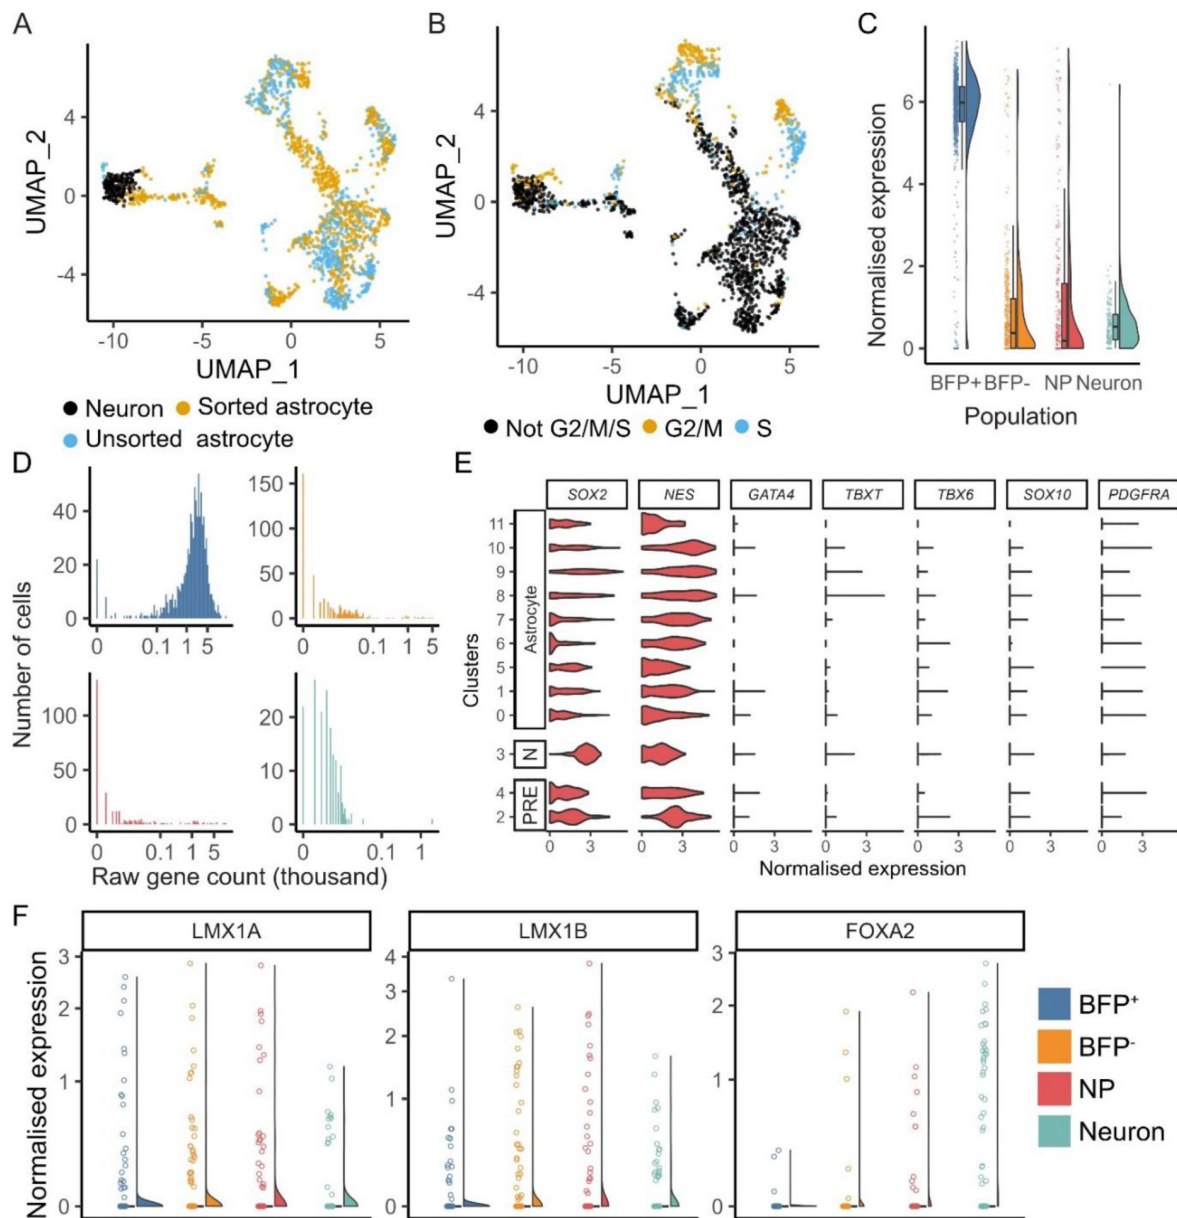 A
UMAP_2
4
0
-4
-10
-5
0
5
UMAP_1
Neuron
Sorted astrocyte
Unsorted astrocyte
B
UMAP_2
4
0
-4
-10
-5
0
5
UMAP_1
Not G2/M/S
G2/M
S
C
Normalised expression
6
4
2
0
BFP+
BFP-
NP
Neuron
Population
D
Number of cells
40
20
0
0
0.1
1
5
150
100
50
0
0
0.1
1
5
100
50
0
0
0.1
1
5
20
10
0
0
0.1
1
Raw gene count (thousand)
E
SOX2
NES
GATA4
TBXT
TBX6
SOX10
PDGFRA
Clusters
Astrocyte
11
10
9
8
7
6
5
1
0
N
3
PRE
4
2
0 3
0 3
0 3
0 3
0 3
0 3
0 3
Normalised expression
F
LMX1A
LMX1B
FOXA2
Normalised expression
3
2
1
0
4
3
2
1
0
3
2
1
0
BFP⁺
BFP⁻
NP
Neuron